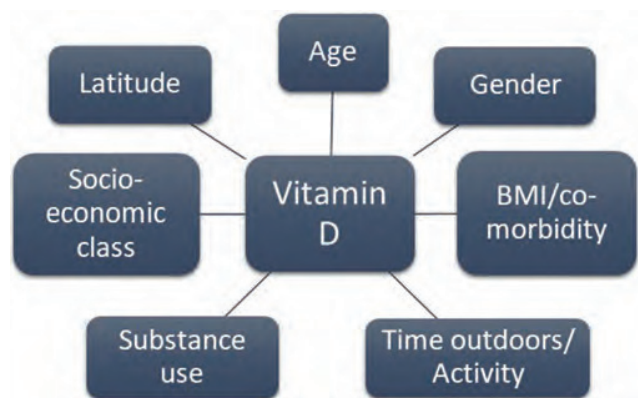 Age
Latitude
Gender
Socio-
economic
class
Vitamin
D
BMI/co-
morbidity
Substance
use
Time outdoors/
Activity